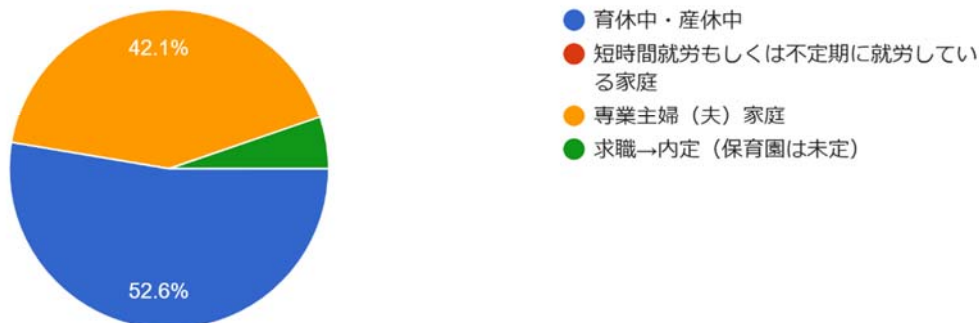 42.1%
52.6%
育休中・産休中
短時間就労もしくは不定期に就労してい
る家庭
専業主婦（夫）家庭
求職→内定（保育園は未定）